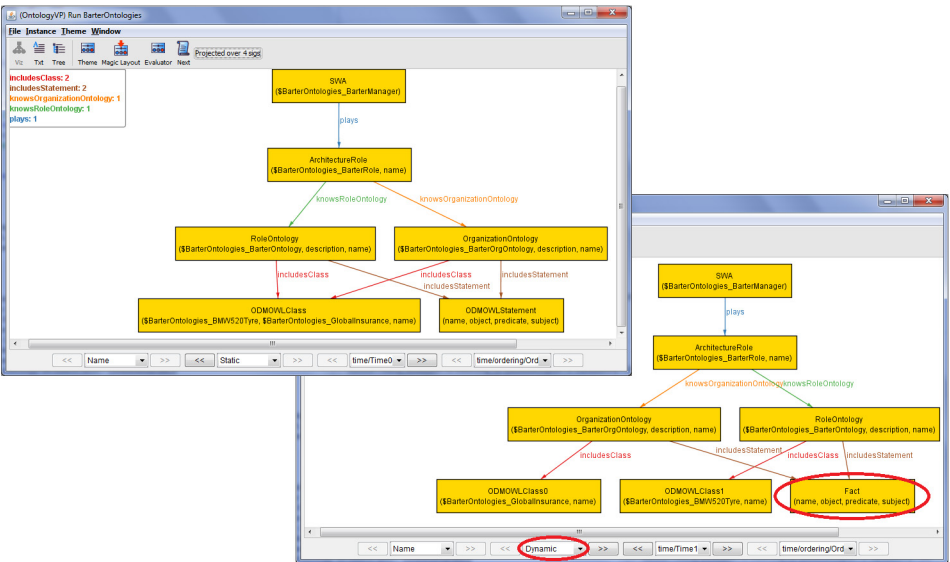 (OntologyVP) Run BarterOntologies
File Instance Theme Window
Viz Txt Tree Theme Magic Layout Evaluator Next Projected over 4 sigs
includesClass: 2
includesStatement: 2
knowsOrganizationOntology: 1
knowsRoleOntology: 1
plays: 1
SWA
($BarterOntologies_BarterManager)
plays
ArchitectureRole
($BarterOntologies_BarterRole, name)
knowsRoleOntology knowsOrganizationOntology
RoleOntology
($BarterOntologies_BarterOntology, description, name)
OrganizationOntology
($BarterOntologies_BarterOrgOntology, description, name)
includesClass includesClass includesStatement
includesStatement
ODMOWLClass
($BarterOntologies_BMW520Tyre, $BarterOntologies_GlobalInsurance, name)
ODMOWLStatement
(name, object, predicate, subject)
<< Name >> << Static >> << time/Time0 >> << time/ordering/Ord >>
SWA
($BarterOntologies_BarterManager)
plays
ArchitectureRole
($BarterOntologies_BarterRole, name)
knowsOrganizationOntology knowsRoleOntology
OrganizationOntology
($BarterOntologies_BarterOrgOntology, description, name)
RoleOntology
($BarterOntologies_BarterOntology, description, name)
includesStatement
includesClass includesClass includesStatement
ODMOWLClass0
($BarterOntologies_GlobalInsurance, name)
ODMOWLClass1
($BarterOntologies_BMW520Tyre, name)
Fact
(name, object, predicate, subject)
<< Name >> << Dynamic >> << time/Time1 >> << time/ordering/Ord >>